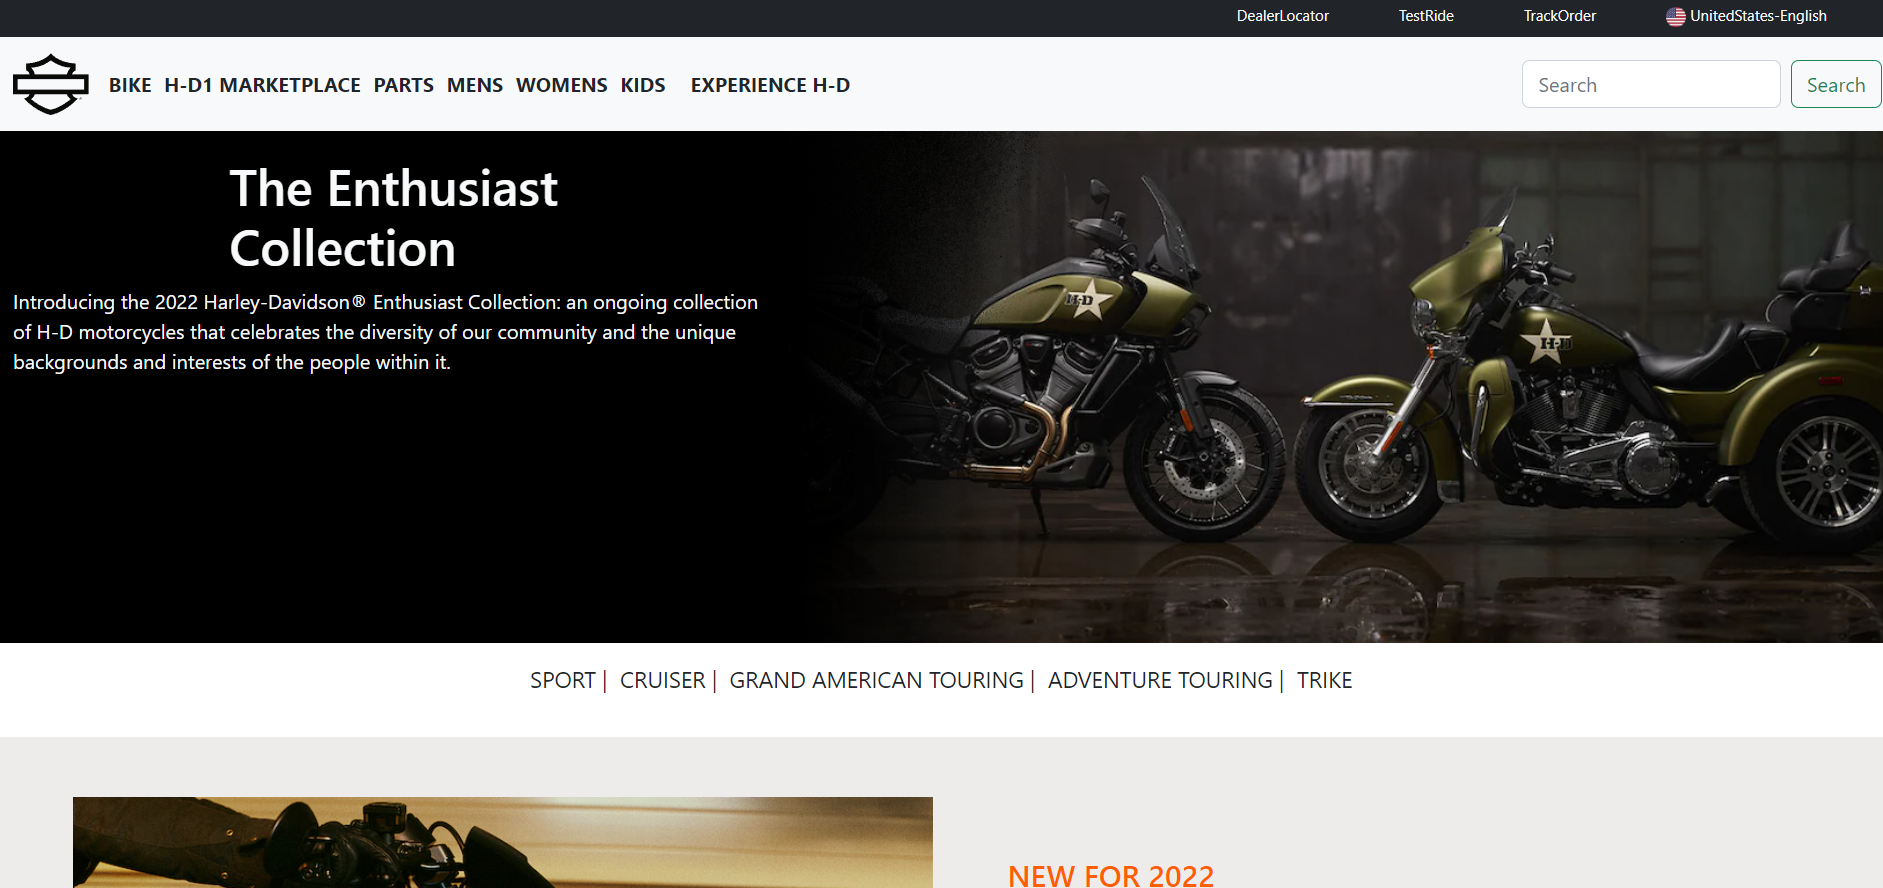 DealerLocator TestRide TrackOrder UnitedStates-English
BIKE H-D1 MARKETPLACE PARTS MENS WOMENS KIDS EXPERIENCE H-D Search Search
The Enthusiast
Collection
Introducing the 2022 Harley-Davidson® Enthusiast Collection: an ongoing collection
of H-D motorcycles that celebrates the diversity of our community and the unique
backgrounds and interests of the people within it.
H-D
H-D
SPORT | CRUISER | GRAND AMERICAN TOURING | ADVENTURE TOURING | TRIKE
NEW FOR 2022